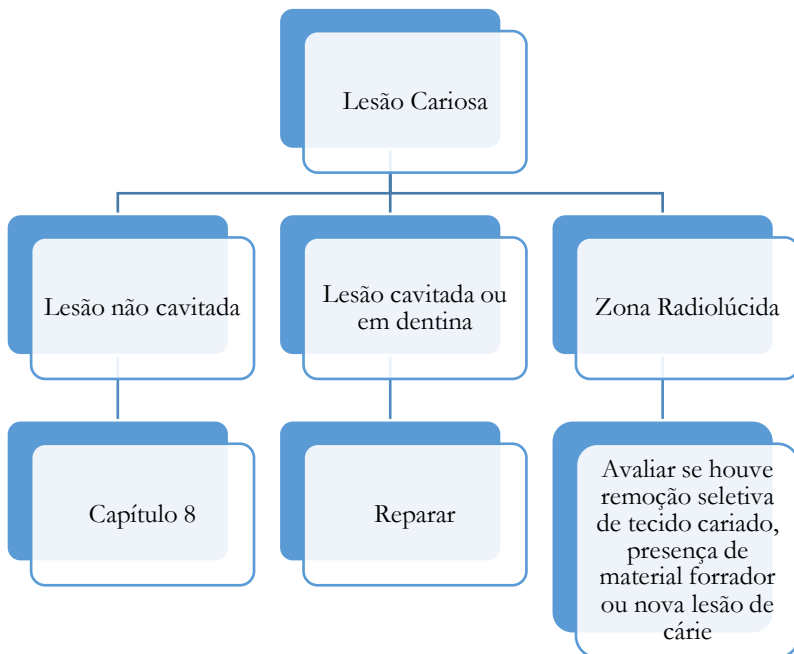 Lesão Cariosa
Lesão não cavitada
Lesão cavitada ou
em dentina
Zona Radiolúcida
Capítulo 8
Reparar
Avaliar se houve
remoção seletiva
de tecido cariado,
presença de
material forrador
ou nova lesão de
cárie